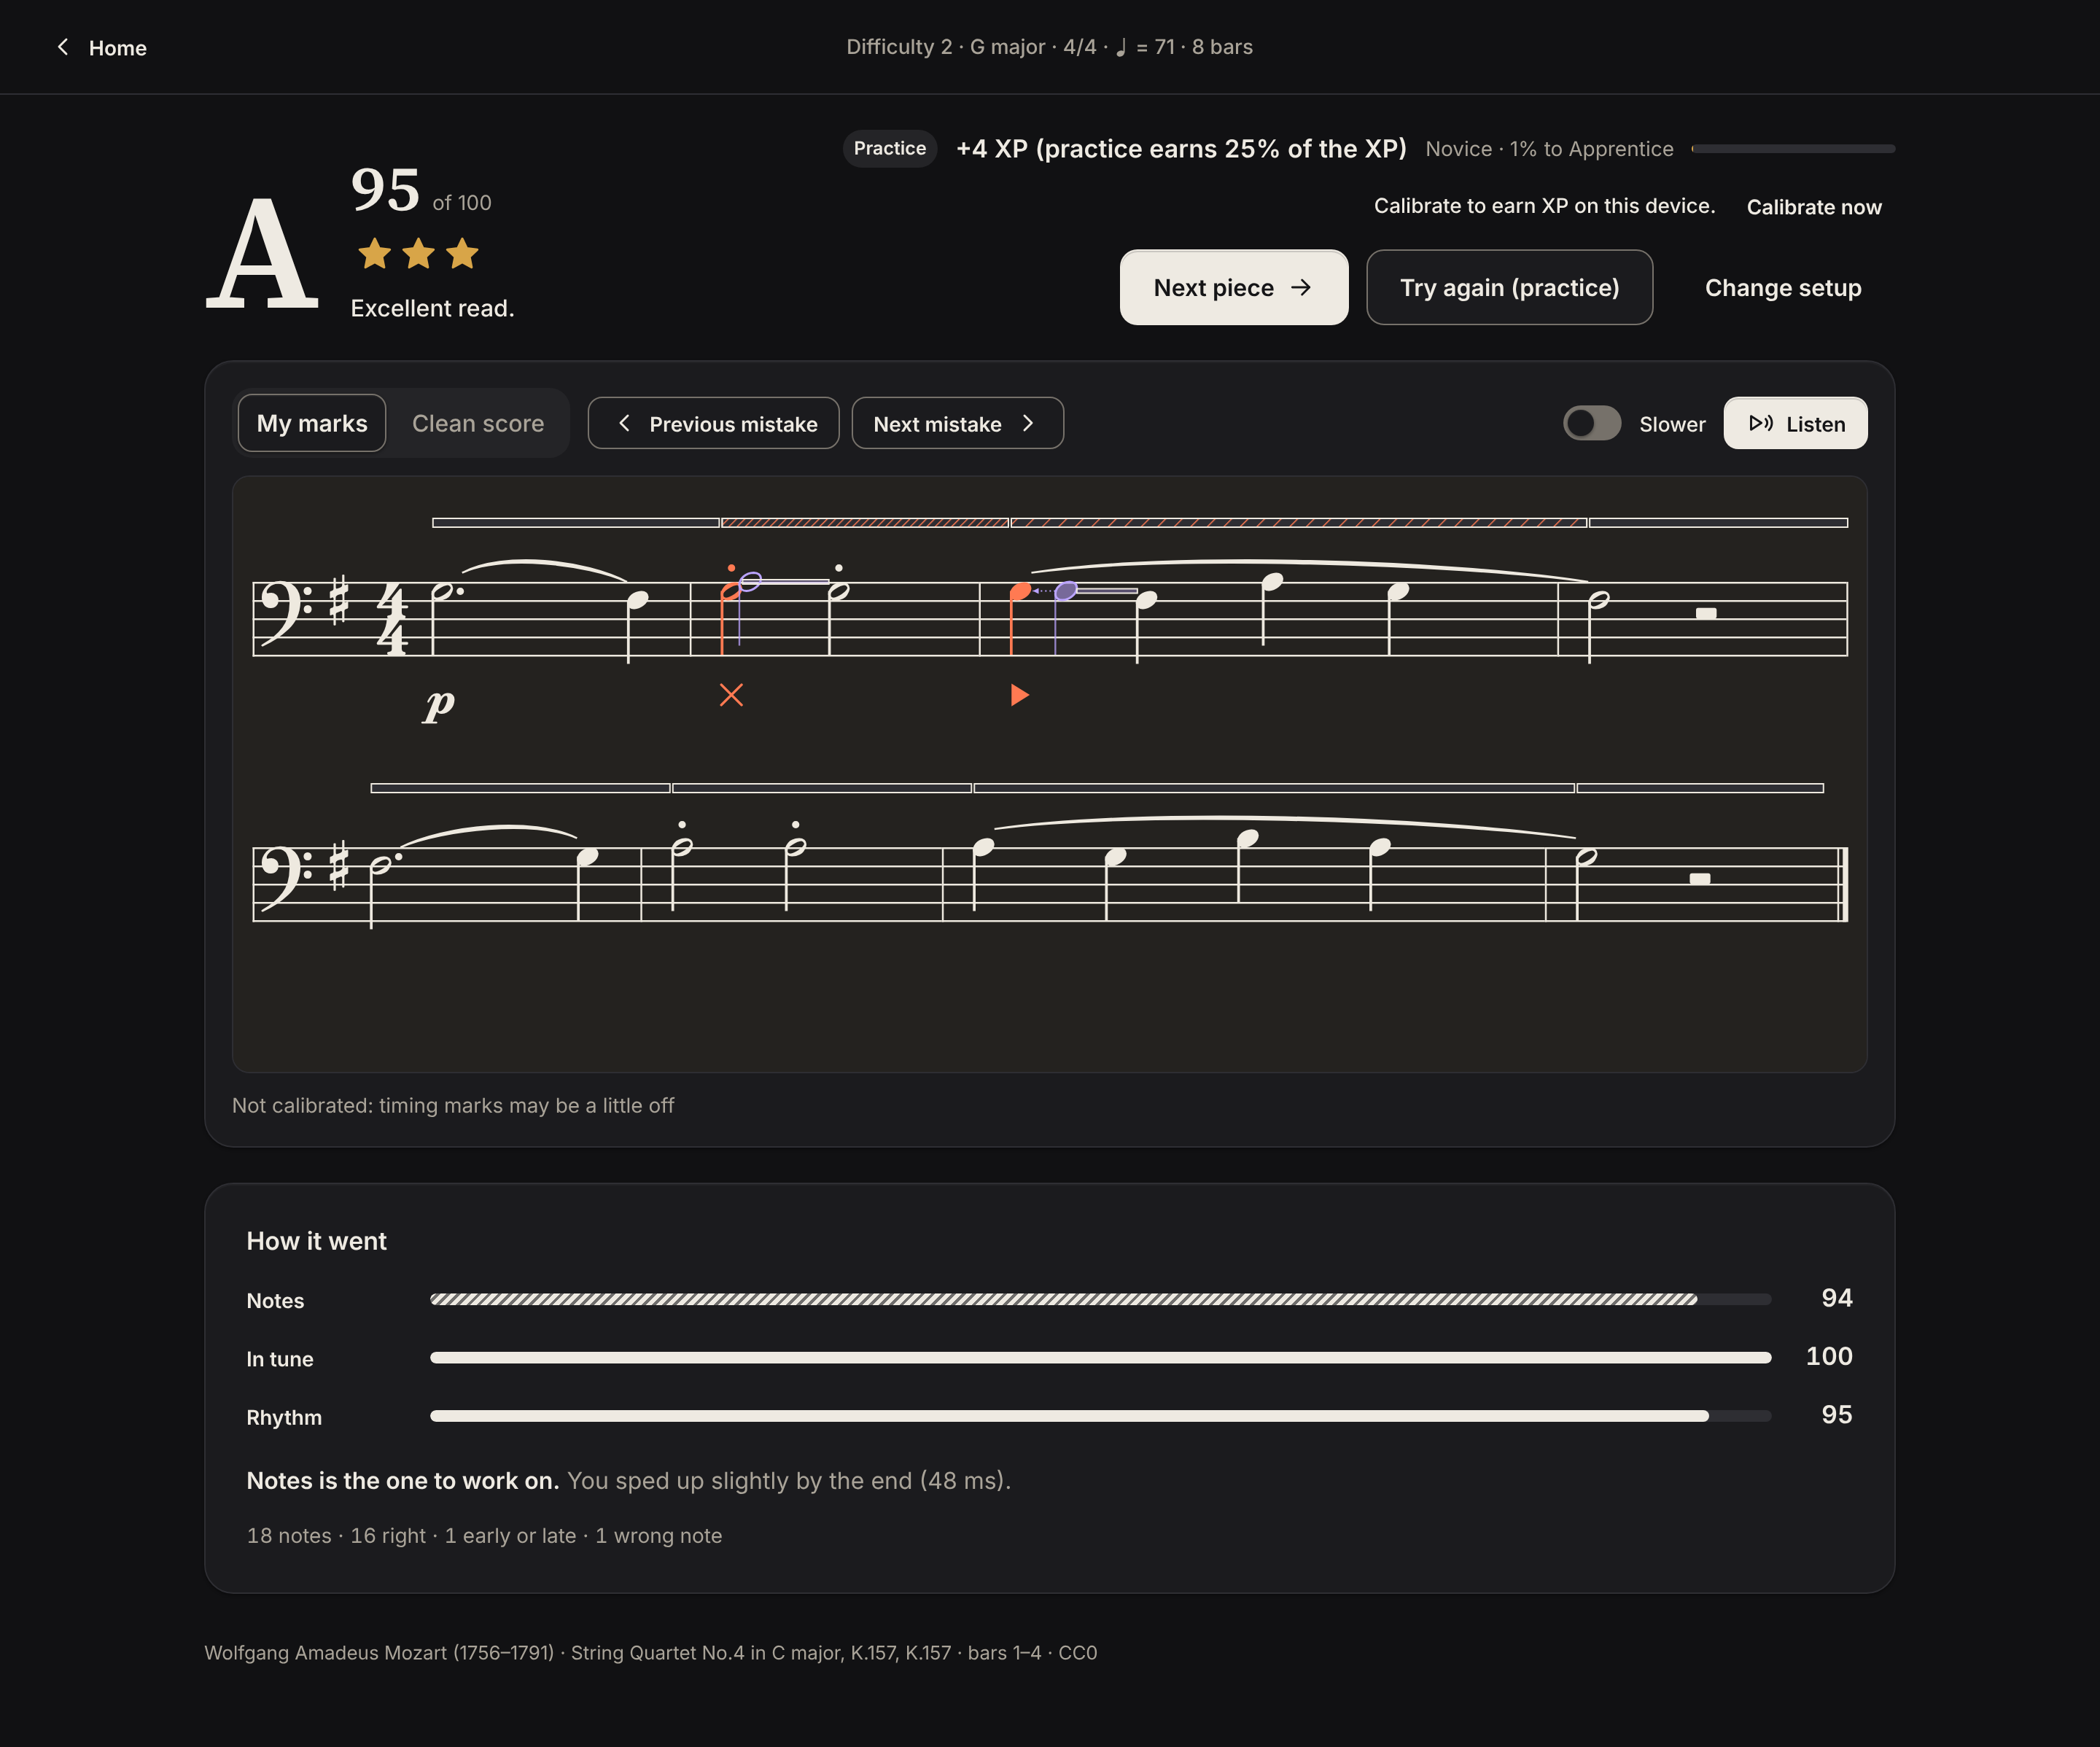 Home
Difficulty 2 · G major · 4/4 · ♩ = 71 · 8 bars
Practice +4 XP (practice earns 25% of the XP) Novice · 1% to Apprentice
A
95 of 100
Excellent read.
Calibrate to earn XP on this device. Calibrate now
Next piece → Try again (practice) Change setup
My marks Clean score Previous mistake Next mistake Slower Listen
4
4
p
Not calibrated: timing marks may be a little off
How it went
Notes 94
In tune 100
Rhythm 95
Notes is the one to work on. You sped up slightly by the end (48 ms).
18 notes · 16 right · 1 early or late · 1 wrong note
Wolfgang Amadeus Mozart (1756–1791) · String Quartet No.4 in C major, K.157, K.157 · bars 1–4 · CC0